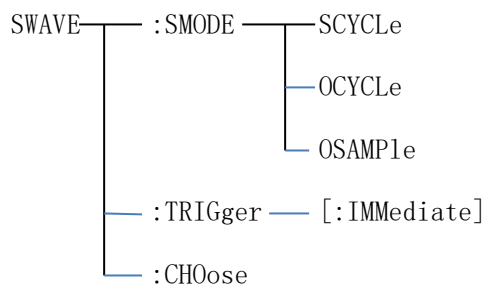 SWAVE :SMODE SCYCLe
OCYCLe
OSAMPle
:TRIGger [:IMMediate]
:CHOose